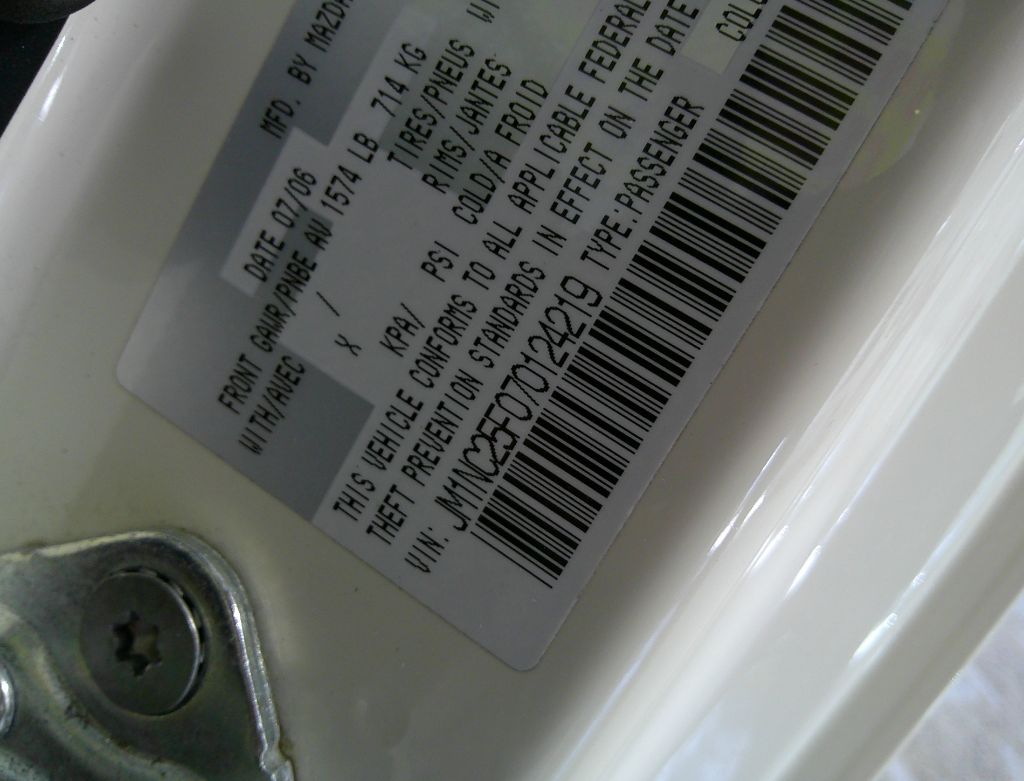 MFD. BY MAZDA
DATE 07/06
FRONT GAWR/PNBE AV 1574 LB 714 KG
WITH/AVEC TIRES/PNEUS
X / RIMS/JANTES
KPA/ PSI COLD/A FROID
THIS VEHICLE CONFORMS TO ALL APPLICABLE FEDERAL
THEFT PREVENTION STANDARDS IN EFFECT ON THE DATE
VIN: JM1NC25F070124219 TYPE: PASSENGER